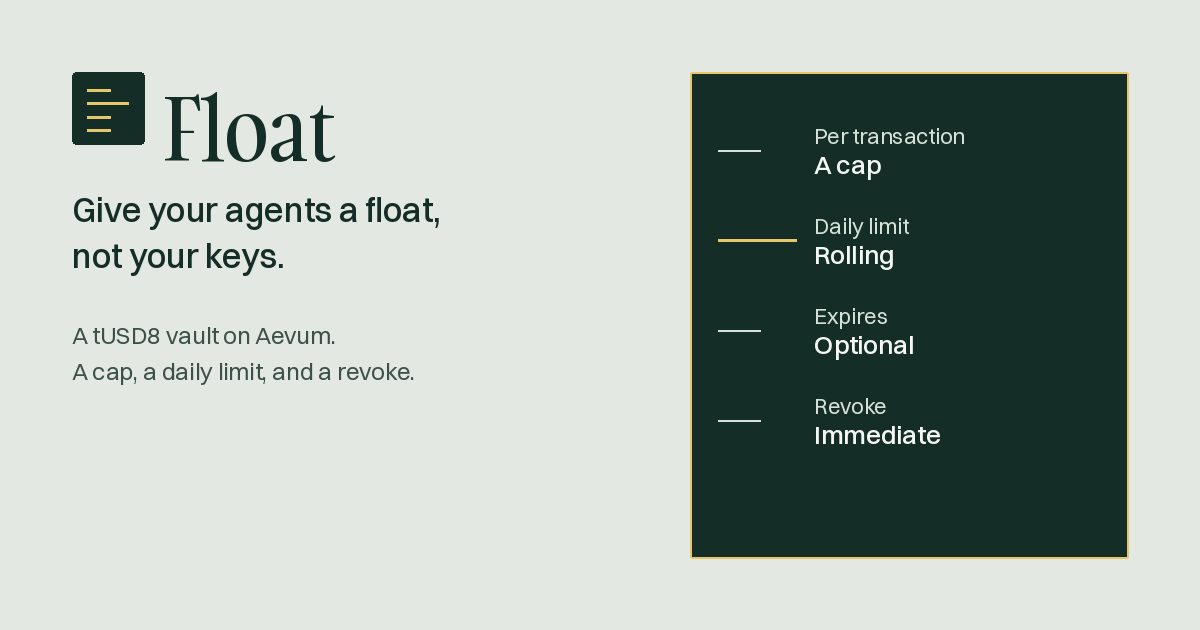 Float
Give your agents a float,
not your keys.
A tUSD8 vault on Aevum.
A cap, a daily limit, and a revoke.
Per transaction
A cap
Daily limit
Rolling
Expires
Optional
Revoke
Immediate